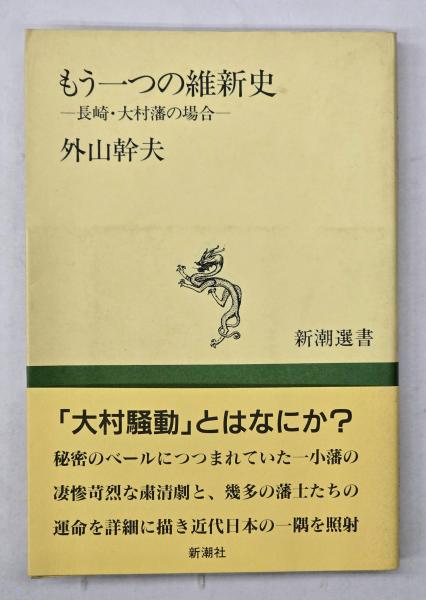 もう一つの維新史
―長崎・大村藩の場合―
外山幹夫
新潮選書
「大村騒動」とはなにか?
秘密のベールにつつまれていた一小藩の
凄惨苛烈な粛清劇と、幾多の藩士たちの
運命を詳細に描き近代日本の一隅を照射
新潮社